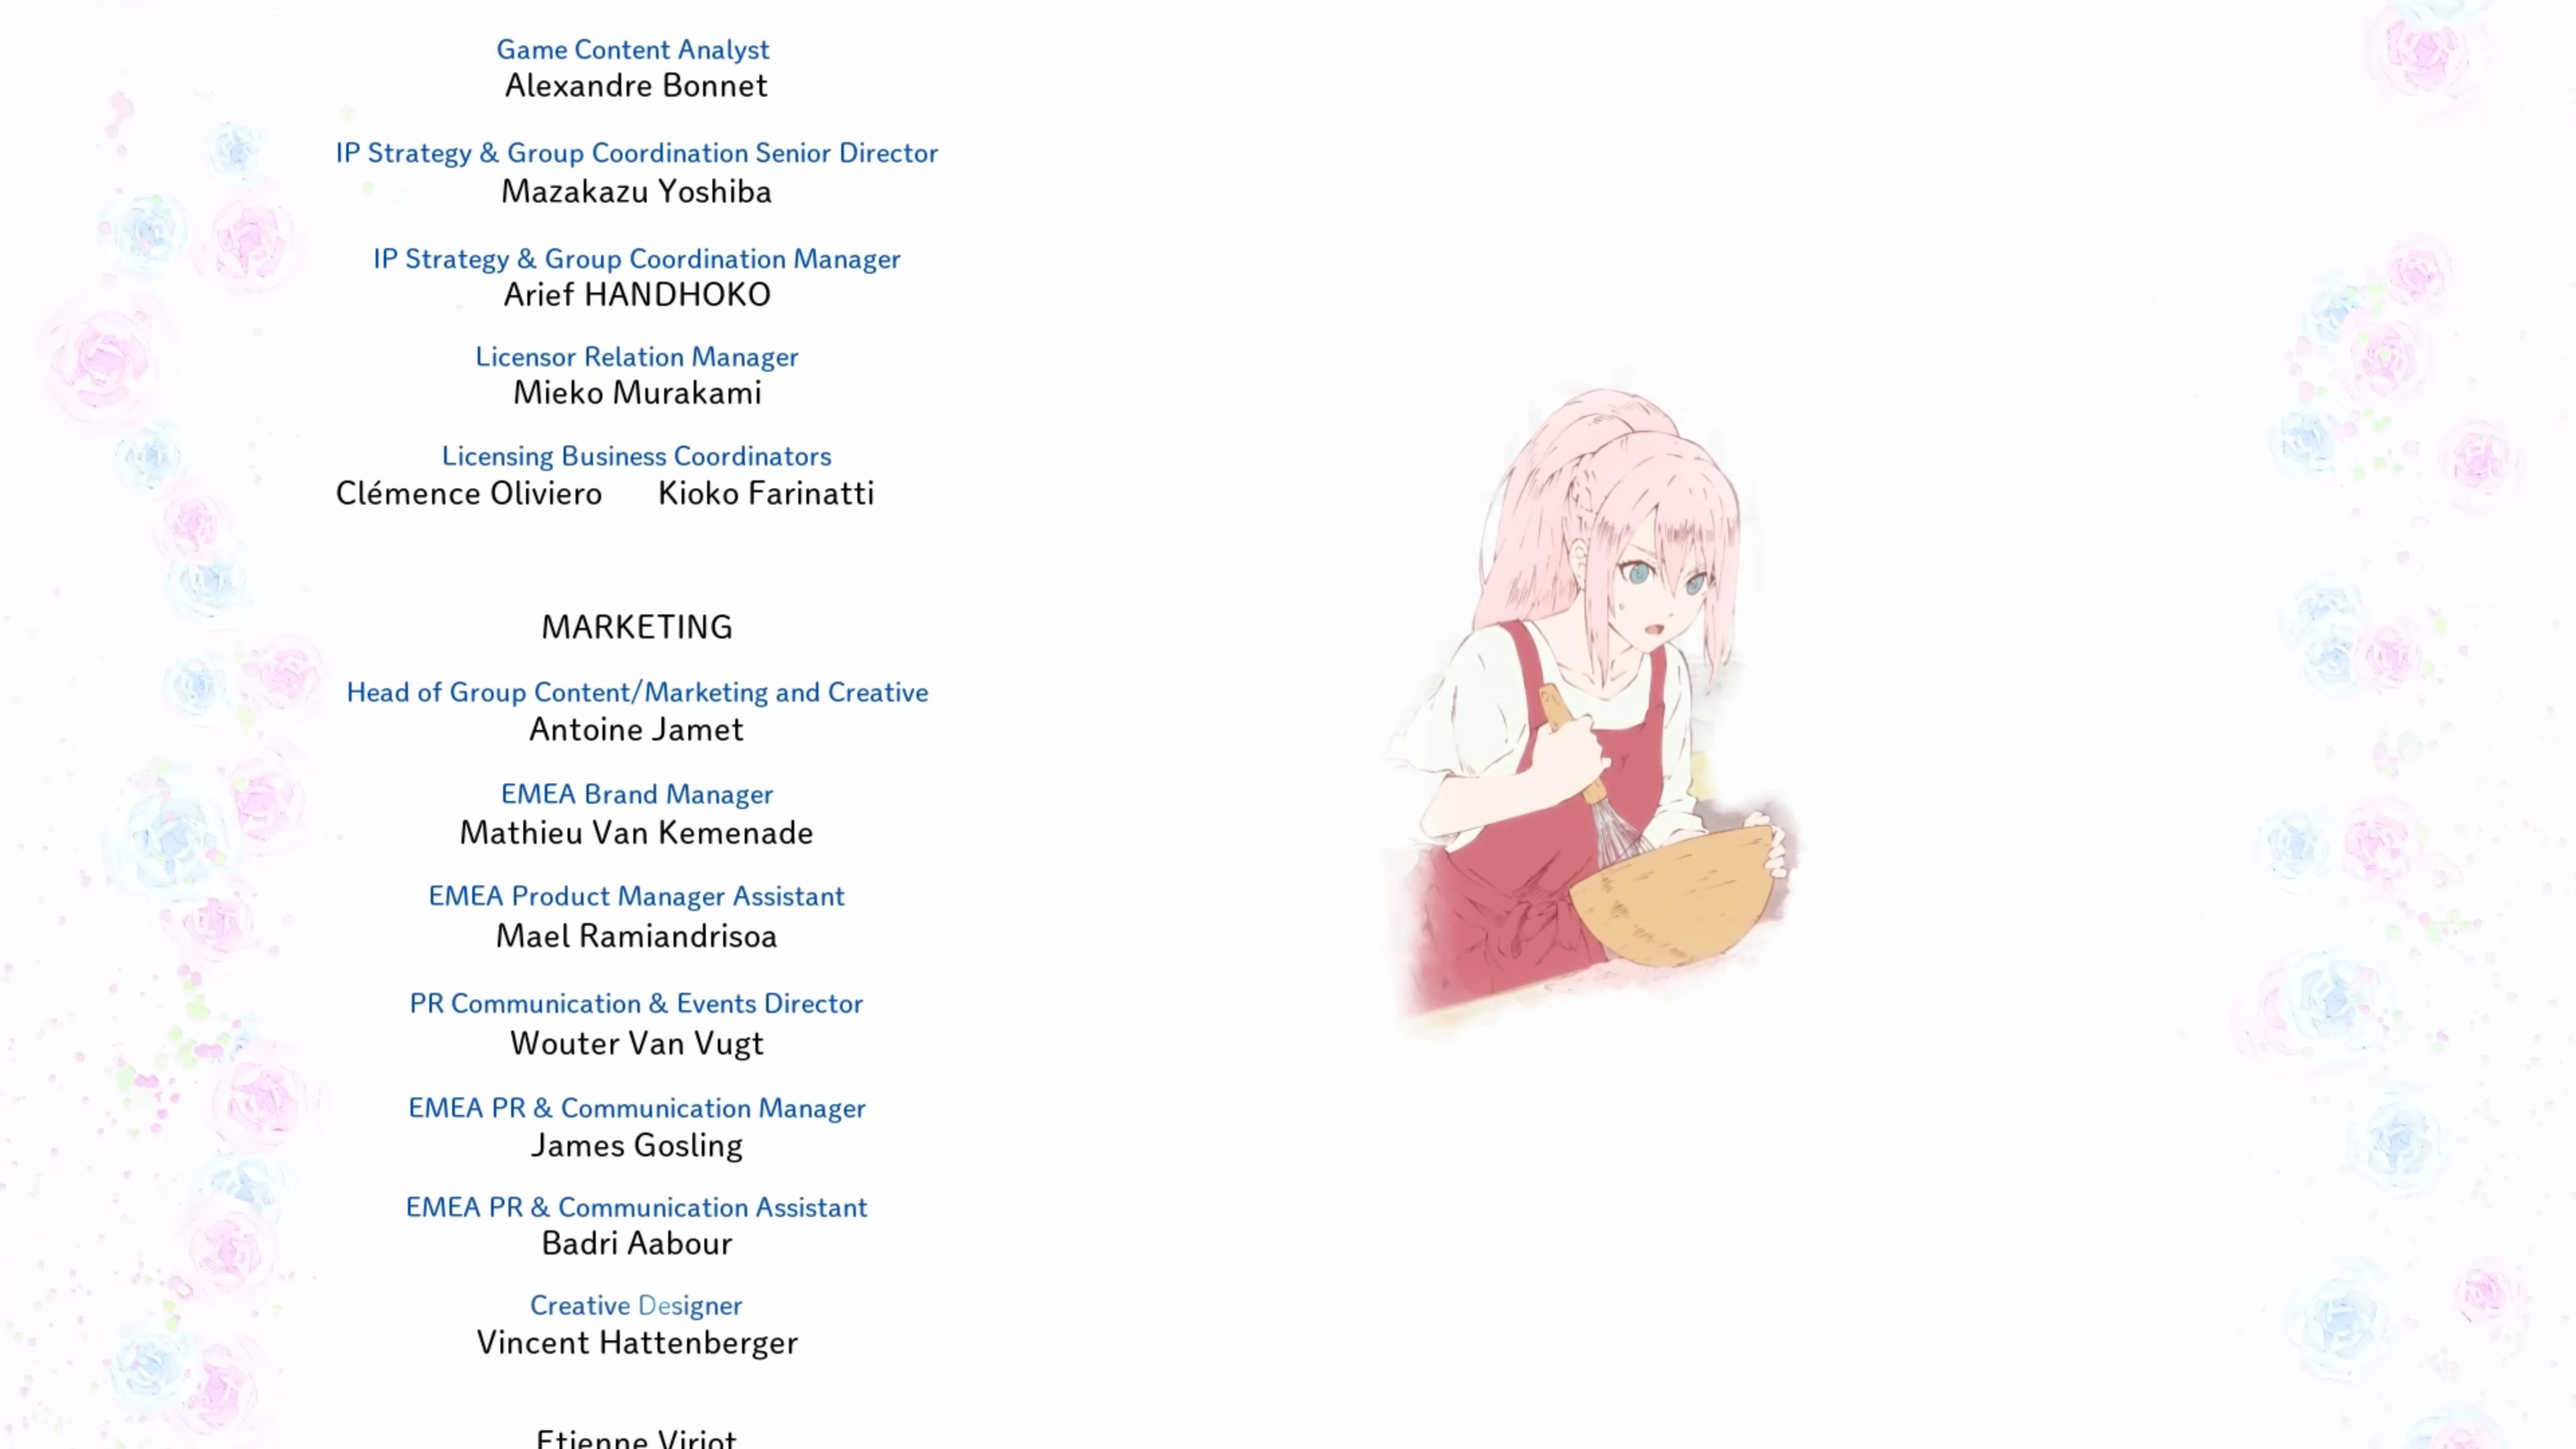 Game Content Analyst
Alexandre Bonnet
IP Strategy & Group Coordination Senior Director
Mazakazu Yoshiba
IP Strategy & Group Coordination Manager
Arief HANDHOKO
Licensor Relation Manager
Mieko Murakami
Licensing Business Coordinators
Clémence Oliviero Kioko Farinatti
MARKETING
Head of Group Content/Marketing and Creative
Antoine Jamet
EMEA Brand Manager
Mathieu Van Kemenade
EMEA Product Manager Assistant
Mael Ramiandrisoa
PR Communication & Events Director
Wouter Van Vugt
EMEA PR & Communication Manager
James Gosling
EMEA PR & Communication Assistant
Badri Aabour
Creative Designer
Vincent Hattenberger
Etienne Viriot